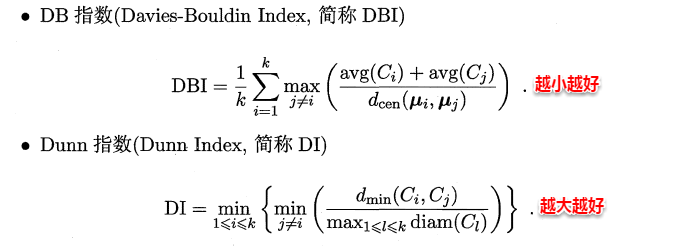 • DB 指数(Davies-Bouldin Index, 简称 DBI)
DBI = \frac{1}{k} \sum_{i=1}^{k} \max_{j \neq i} \left( \frac{\mathrm{avg}(C_i) + \mathrm{avg}(C_j)}{d_{\mathrm{cen}}(\boldsymbol{\mu}_i, \boldsymbol{\mu}_j)} \right) . 越小越好
• Dunn 指数(Dunn Index, 简称 DI)
DI = \min_{1 \leqslant i \leqslant k} \left\{ \min_{j \neq i} \left( \frac{d_{\min}(C_i, C_j)}{\max_{1 \leqslant l \leqslant k} \mathrm{diam}(C_l)} \right) \right\} . 越大越好